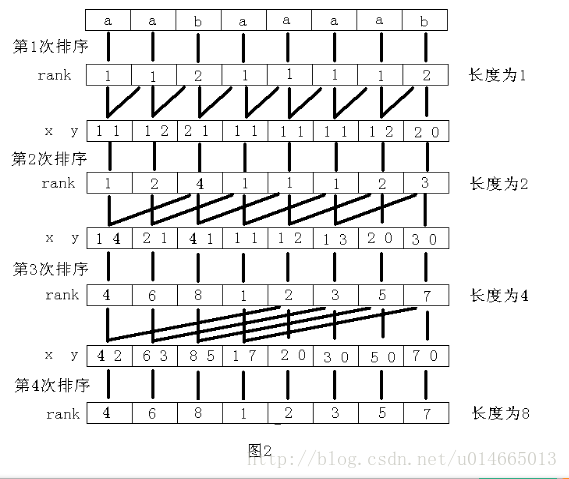 a a b a a a a b
第1次排序
rank 1 1 2 1 1 1 1 2 长度为1
x y 1 1 1 2 2 1 1 1 1 1 1 1 1 2 2 0
第2次排序
rank 1 2 4 1 1 1 2 3 长度为2
x y 1 4 2 1 4 1 1 1 1 2 1 3 2 0 3 0
第3次排序
rank 4 6 8 1 2 3 5 7 长度为4
x y 4 2 6 3 8 5 1 7 2 0 3 0 5 0 7 0
第4次排序
rank 4 6 8 1 2 3 5 7 长度为8
图2
http://blog.csdn.net/u014665013